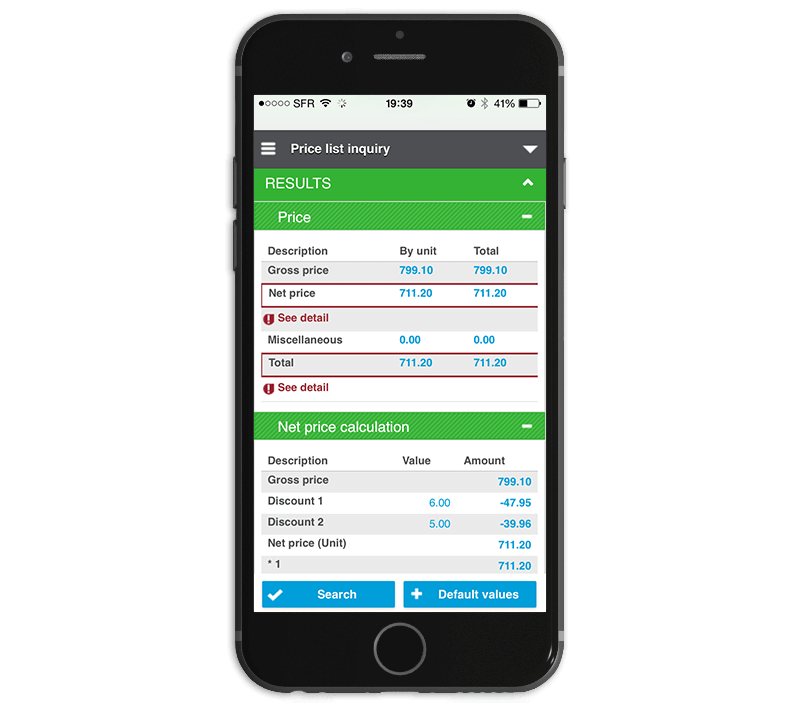 SFR 19:39 41%
Price list inquiry
RESULTS
Price
Description By unit Total
Gross price 799.10 799.10
Net price 711.20 711.20
See detail
Miscellaneous 0.00 0.00
Total 711.20 711.20
See detail
Net price calculation
Description Value Amount
Gross price 799.10
Discount 1 6.00 -47.95
Discount 2 5.00 -39.96
Net price (Unit) 711.20
* 1 711.20
Search Default values